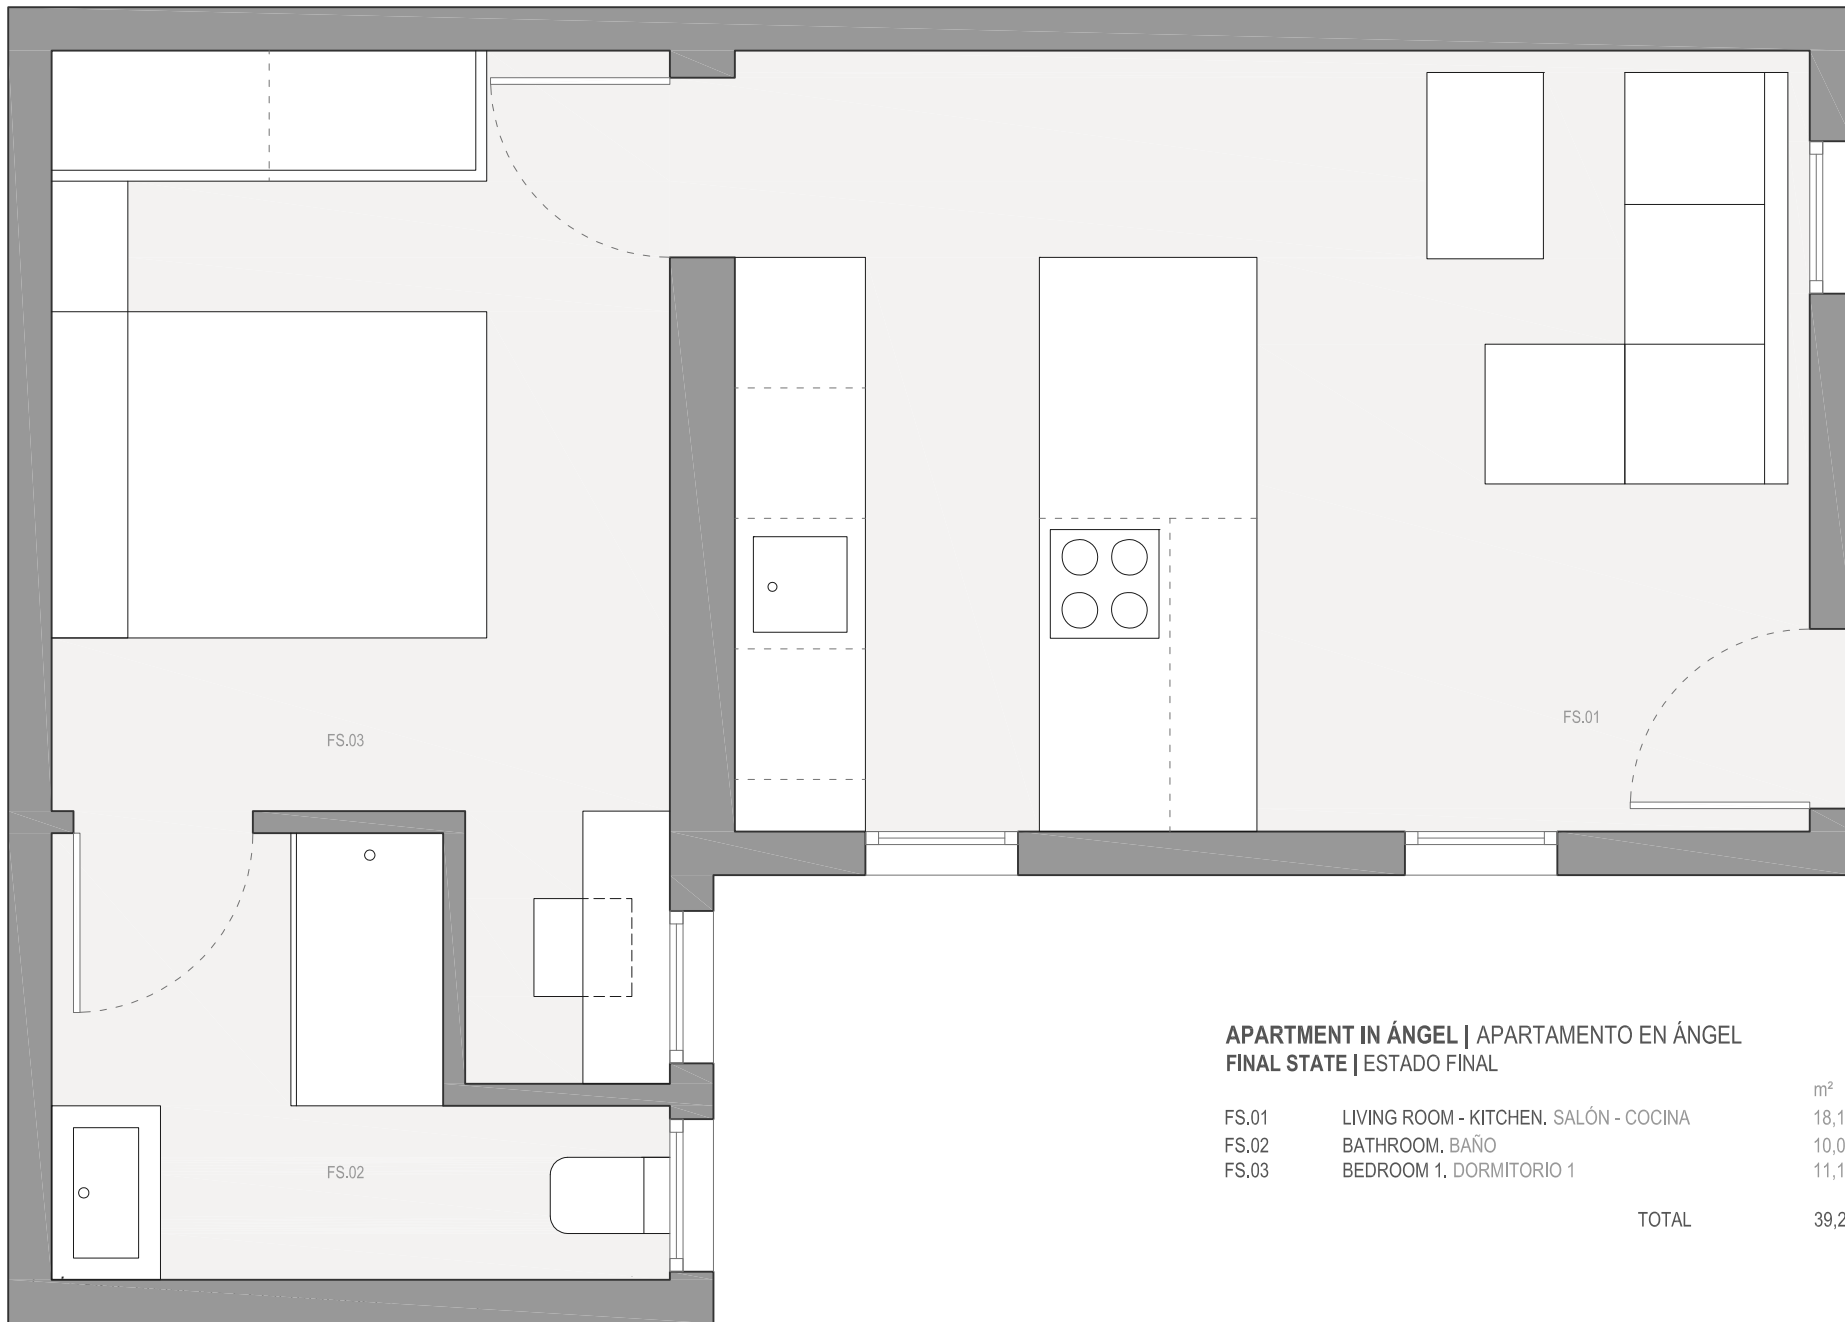 FS.03
FS.01
FS.02
APARTMENT IN ÁNGEL | APARTAMENTO EN ÁNGEL
FINAL STATE | ESTADO FINAL
m²
FS.01 LIVING ROOM - KITCHEN. SALÓN - COCINA 18,1
FS.02 BATHROOM. BAÑO 10,0
FS.03 BEDROOM 1. DORMITORIO 1 11,1
TOTAL 39,2